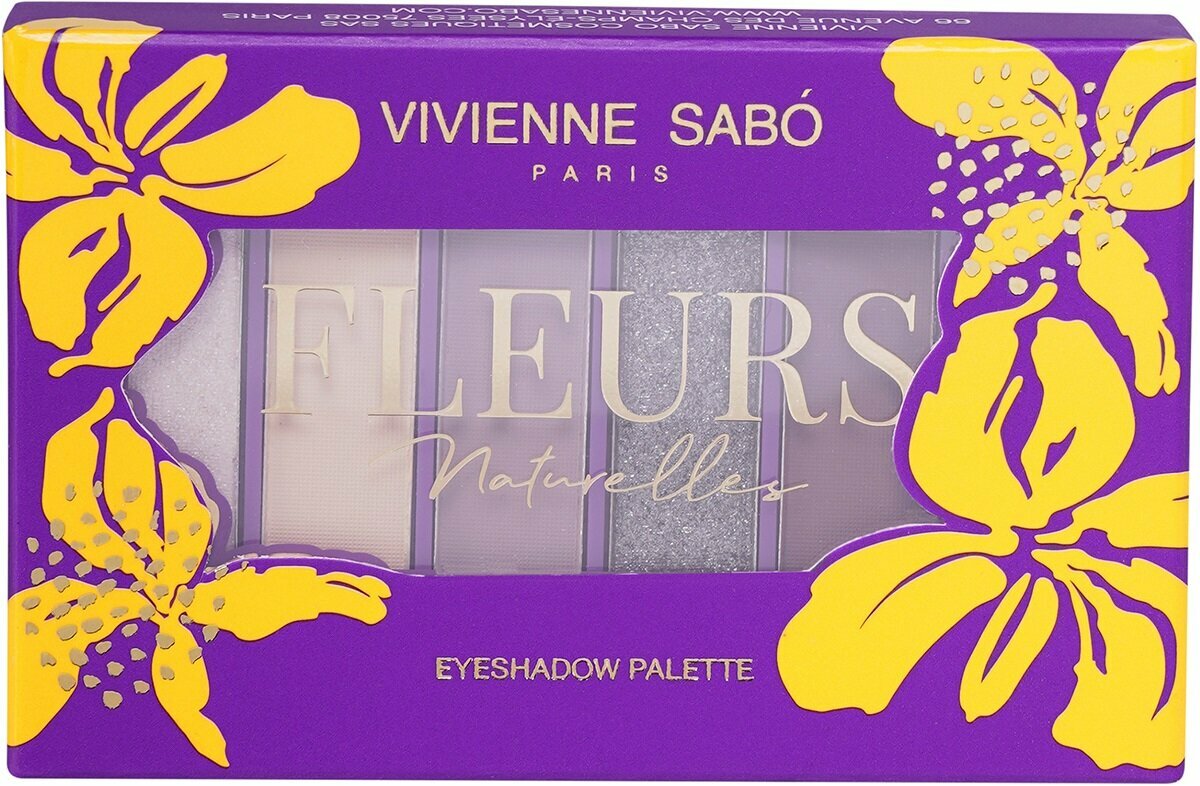 VIVIENNE SABO COSMETIQUES SAS
66 AVENUE DES CHAMPS-ELYSEES 75008 PARIS
WWW.VIVIENNESABO.COM
VIVIENNE SABÓ
PARIS
FLEURS
Naturelles
EYESHADOW PALETTE